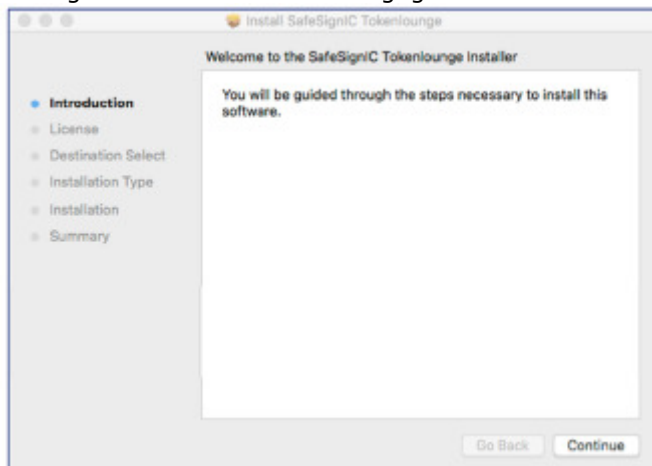 Install SafeSignIC Tokenlounge
Welcome to the SafeSignIC Tokenlounge Installer
Introduction
License
Destination Select
Installation Type
Installation
Summary
You will be guided through the steps necessary to install this
software.
Go Back
Continue